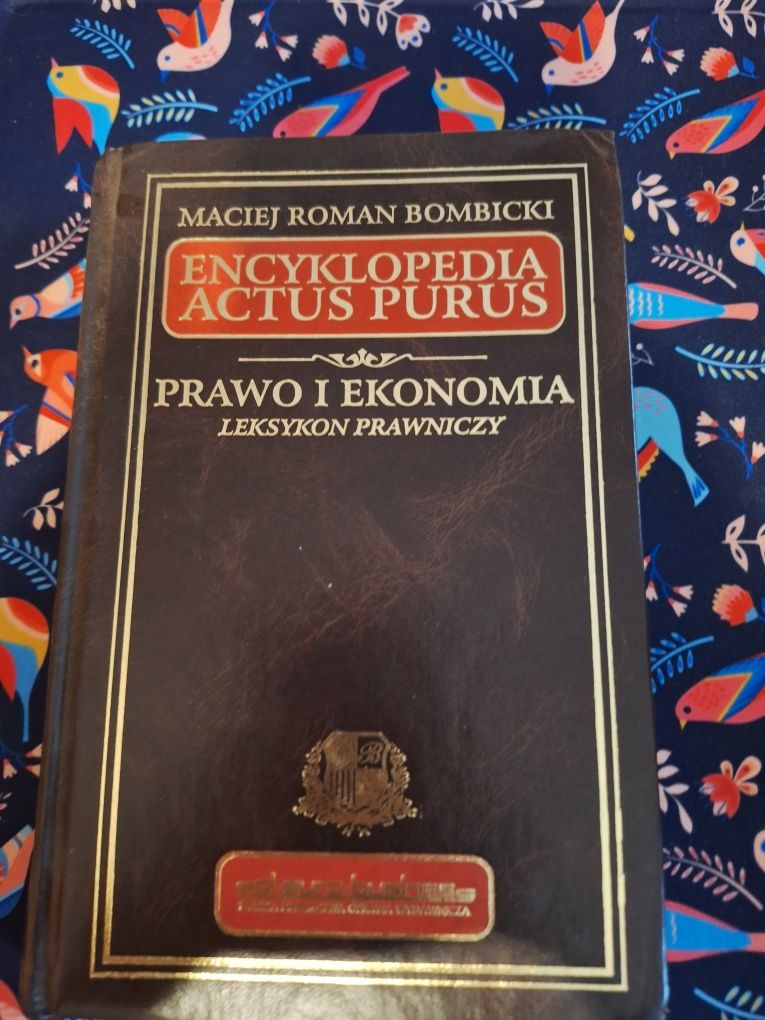 MACIEJ ROMAN BOMBICKI
ENCYKLOPEDIA
ACTUS PURUS
PRAWO I EKONOMIA
LEKSYKON PRAWNICZY
B